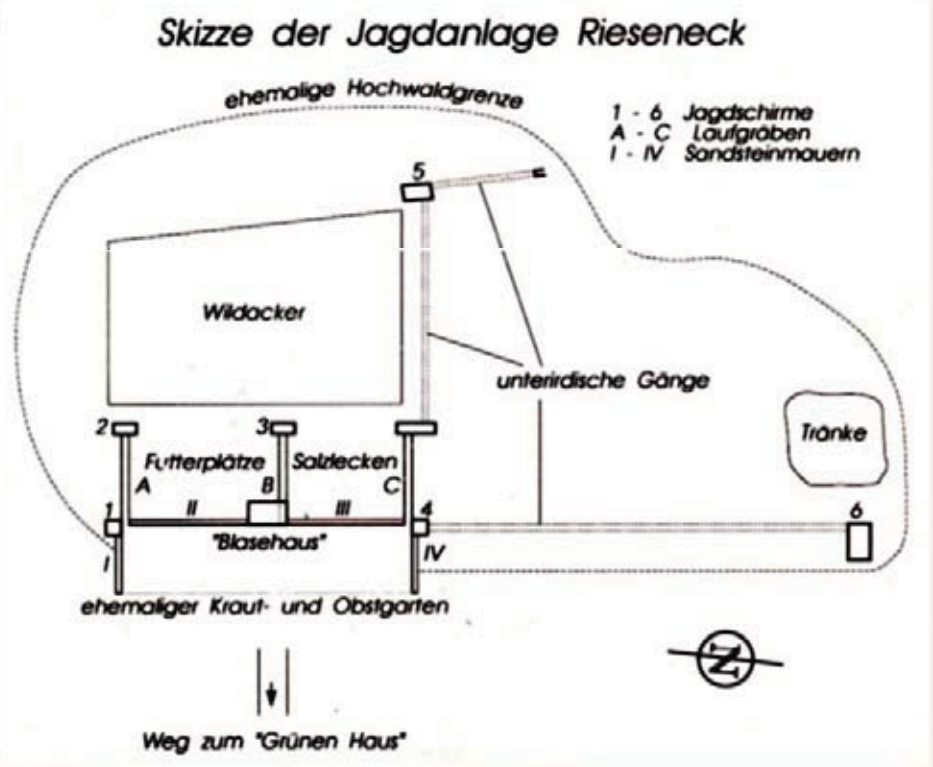 Skizze der Jagdanlage Rieseneck
ehemalige Hochwaldgrenze
1 - 6 Jagdschirme
A - C Laufgräben
I - IV Sandsteinmauern
5
Wildacker
unterirdische Gänge
2
3
Tränke
Futterplätze
Salzlecken
A
B
C
1
II
III
4
6
"Blasehaus"
I
IV
ehemaliger Kraut- und Obstgarten
N
Weg zum "Grünen Haus"